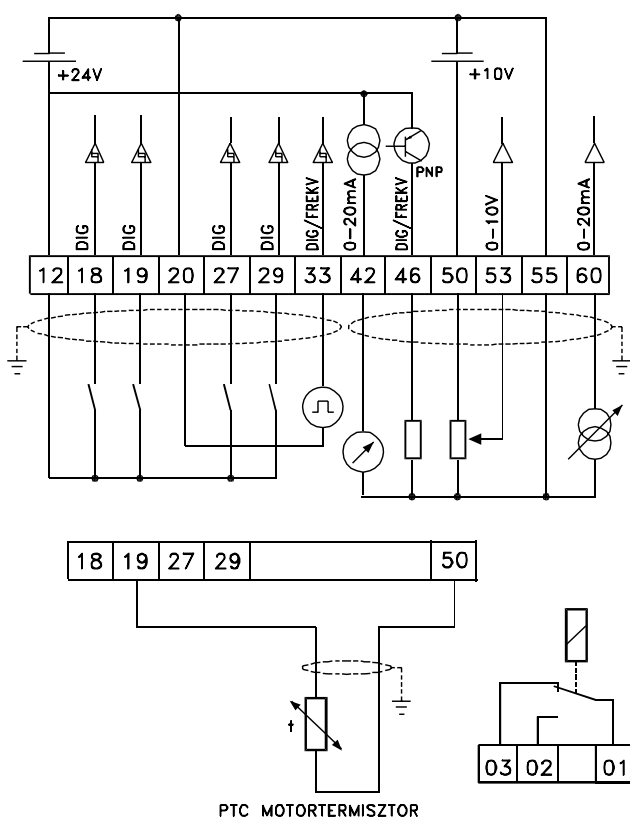 +24V
+10V
PNP
DIG
DIG
DIG
DIG
DIG/FREKV
0-20mA
DIG/FREKV
0-10V
0-20mA
12 18 19 20 27 29 33 42 46 50 53 55 60
18 19 27 29 50
t
03 02 01
PTC MOTORTERMISZTOR